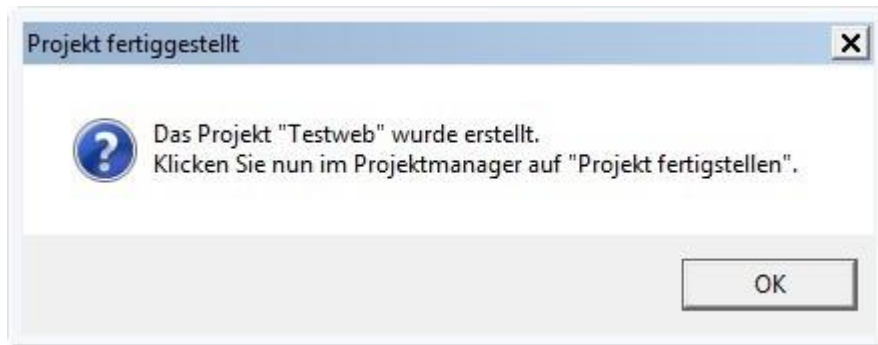 Projekt fertiggestellt
Das Projekt "Testweb" wurde erstellt.
Klicken Sie nun im Projektmanager auf "Projekt fertigstellen".
OK